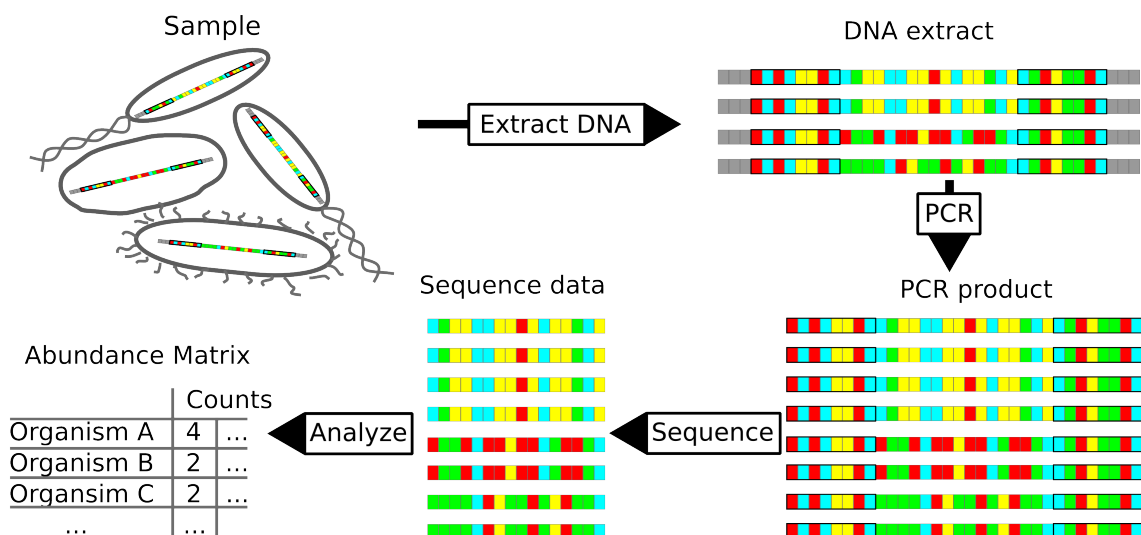 Sample
DNA extract
Extract DNA
PCR
PCR product
Sequence data
Sequence
Analyze
Abundance Matrix
Counts
Organism A 4 ...
Organism B 2 ...
Organsim C 2 ...
... ...